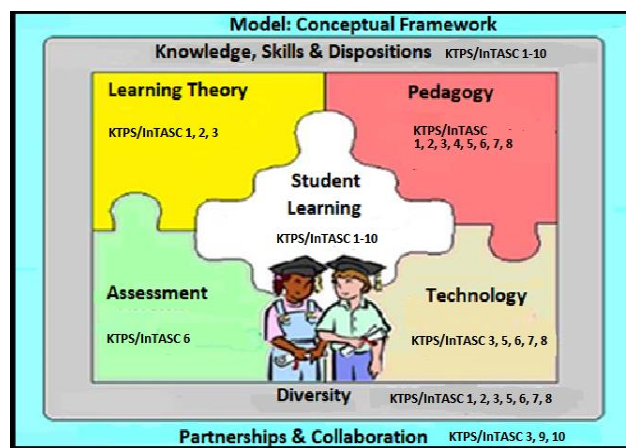 Model: Conceptual Framework
Knowledge, Skills & Dispositions KTPS/InTASC 1-10
Learning Theory
KTPS/InTASC 1, 2, 3
Pedagogy
KTPS/InTASC
1, 2, 3, 4, 5, 6, 7, 8
Student
Learning
KTPS/InTASC 1-10
Assessment
KTPS/InTASC 6
Technology
KTPS/InTASC 3, 5, 6, 7, 8
Diversity KTPS/InTASC 1, 2, 3, 5, 6, 7, 8
Partnerships & Collaboration KTPS/InTASC 3, 9, 10